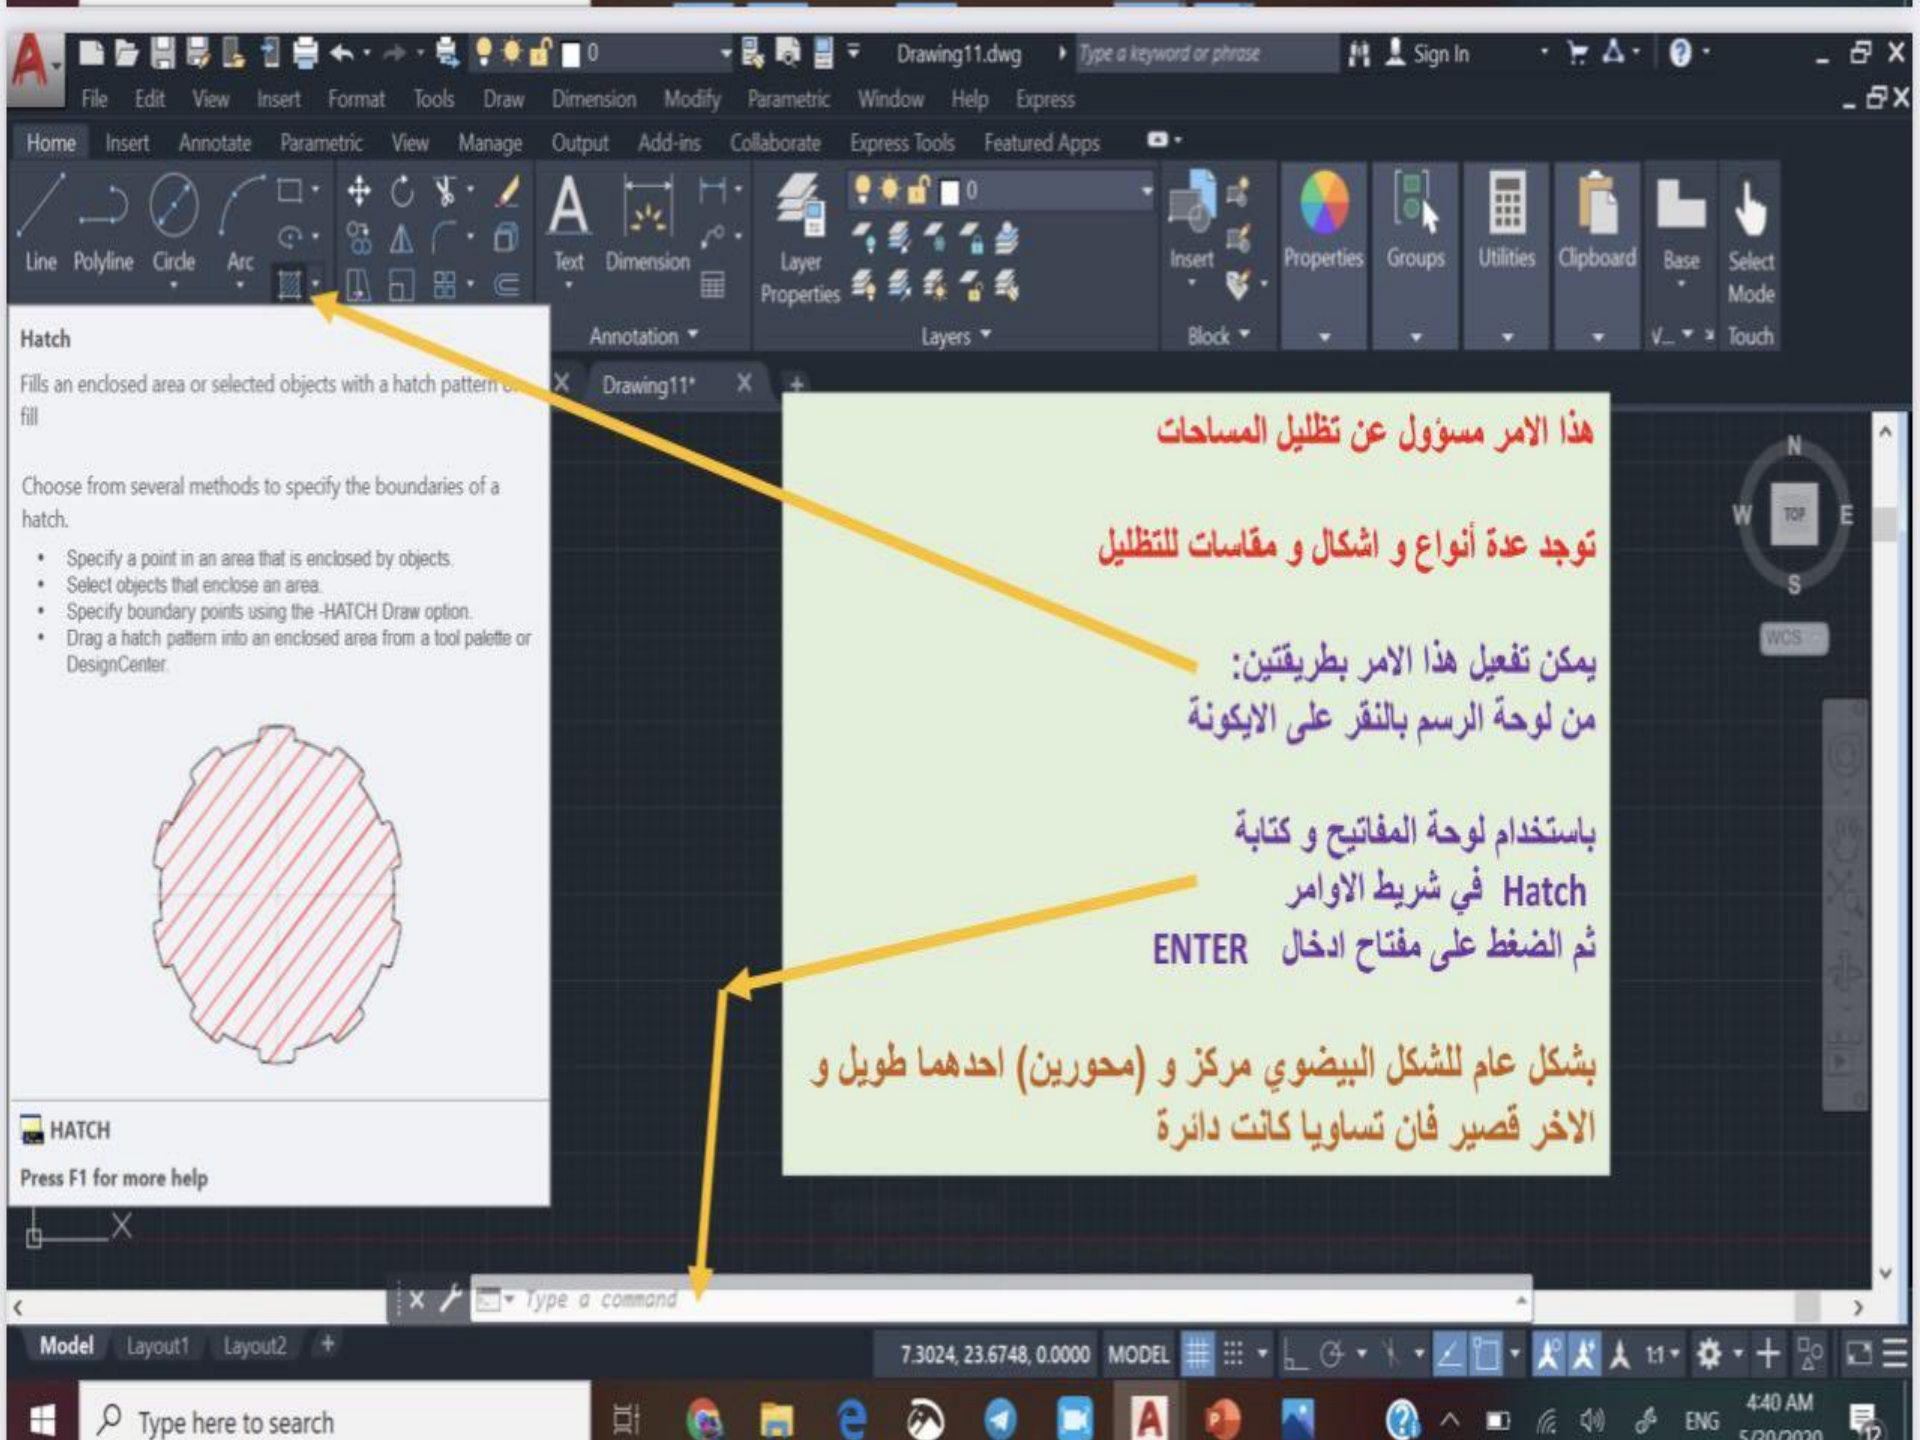 Drawing11.dwg
Type a keyword or phrase
Sign In
0
File Edit View Insert Format Tools Draw Dimension Modify Parametric Window Help Express
Home Insert Annotate Parametric View Manage Output Add-ins Collaborate Express Tools Featured Apps
0
Line Polyline Circle Arc
Text Dimension
Layer
Properties
Insert
Properties
Groups
Utilities
Clipboard
Base
Select
Mode
Annotation
Layers
Block
V...
Touch
Drawing11*
Hatch
Fills an enclosed area or selected objects with a hatch pattern
fill
Choose from several methods to specify the boundaries of a
hatch.
• Specify a point in an area that is enclosed by objects.
• Select objects that enclose an area.
• Specify boundary points using the -HATCH Draw option.
• Drag a hatch pattern into an enclosed area from a tool palette or
DesignCenter.
HATCH
Press F1 for more help
هذا الامر مسؤول عن تظليل المساحات
توجد عدة أنواع و اشكال و مقاسات للتظليل
يمكن تفعيل هذا الامر بطريقتين:
من لوحة الرسم بالنقر على الايكونة
باستخدام لوحة المفاتيح و كتابة
Hatch في شريط الاوامر
ثم الضغط على مفتاح ادخال ENTER
بشكل عام للشكل البيضوي مركز و (محورين) احدهما طويل و
الاخر قصير فان تساويا كانت دائرة
N
W TOP E
S
WCS
X
Type a command
Model Layout1 Layout2
7.3024, 23.6748, 0.0000 MODEL
1:1
Type here to search
ENG
4:40 AM
5/20/2020
12